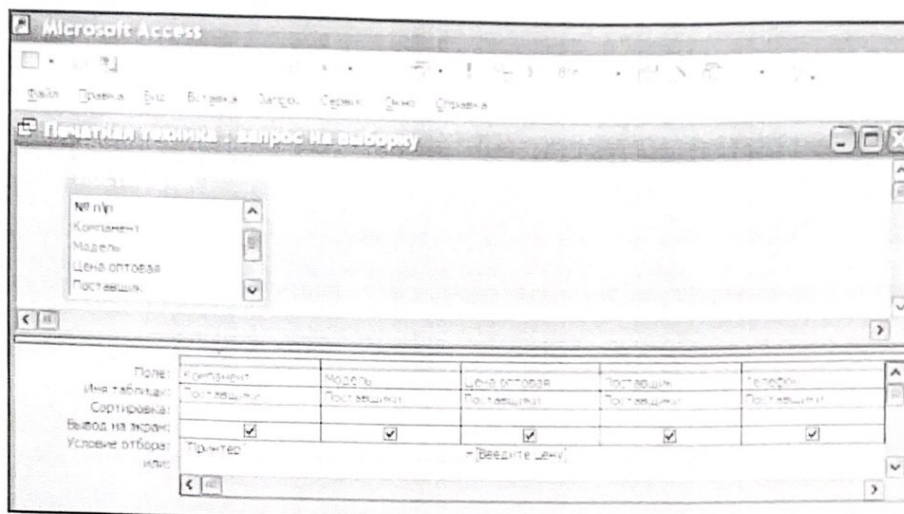 Microsoft Access
Файл Правка Вид Вставка Запрос Сервис Окно Справка
Печатная техника : запрос на выборку
№ п\п
Компанент
Модель
Цена оптовая
Поставщик
Поле: Компанент Модель Цена оптовая Поставщик Телефон
Имя таблицы: Поставщики Поставщики Поставщики Поставщики Поставщики
Сортировка:
Вывод на экран:
Условие отбора: "Принтер" [Введите цену]
или: